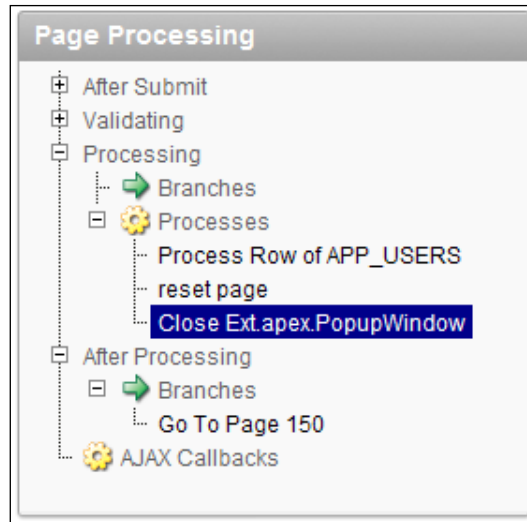 Page Processing
After Submit
Validating
Processing
Branches
Processes
Process Row of APP_USERS
reset page
Close Ext.apex.PopupWindow
After Processing
Branches
Go To Page 150
AJAX Callbacks